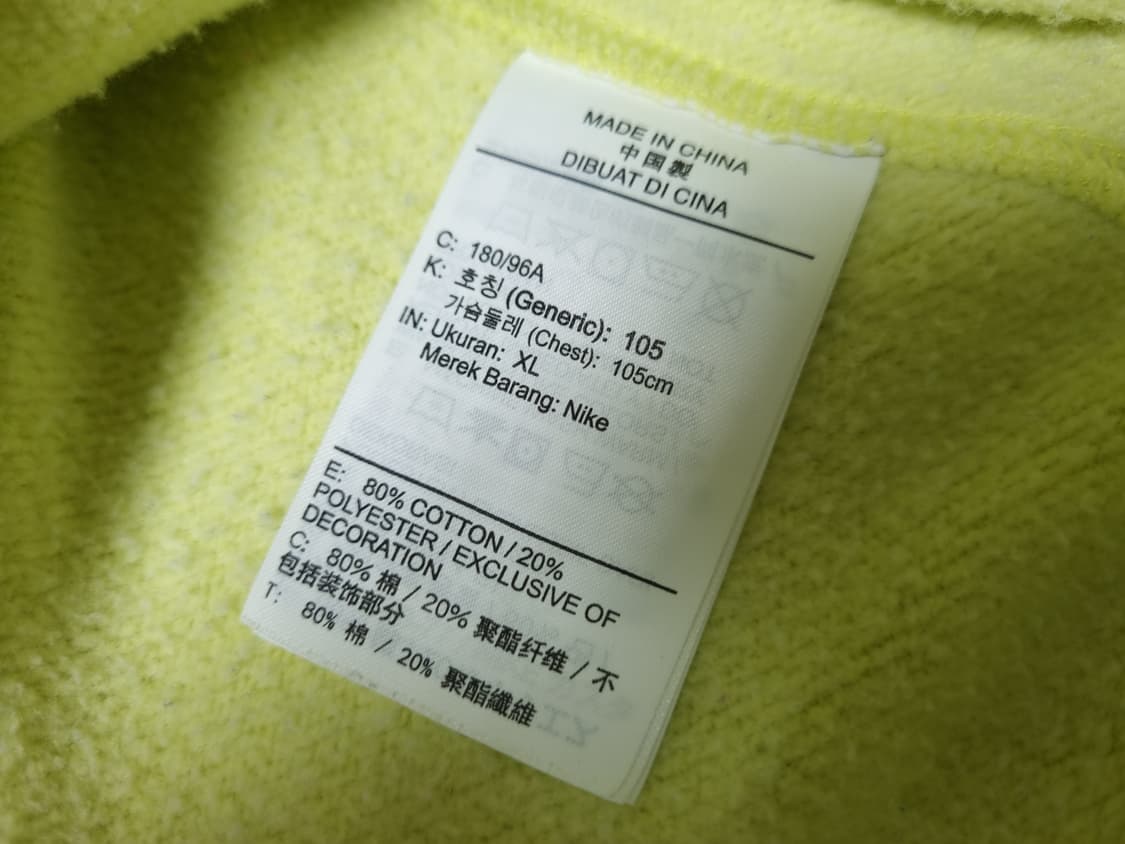 MADE IN CHINA
中国製
DIBUAT DI CINA
C: 180/96A
K: 호칭 (Generic): 105
가슴둘레 (Chest): 105cm
IN: Ukuran: XL
Merek Barang: Nike
E: 80% COTTON / 20%
POLYESTER / EXCLUSIVE OF
DECORATION
C: 80% 棉 / 20% 聚酯纤维 / 不
包括装饰部分
T: 80% 棉 / 20% 聚酯纖維